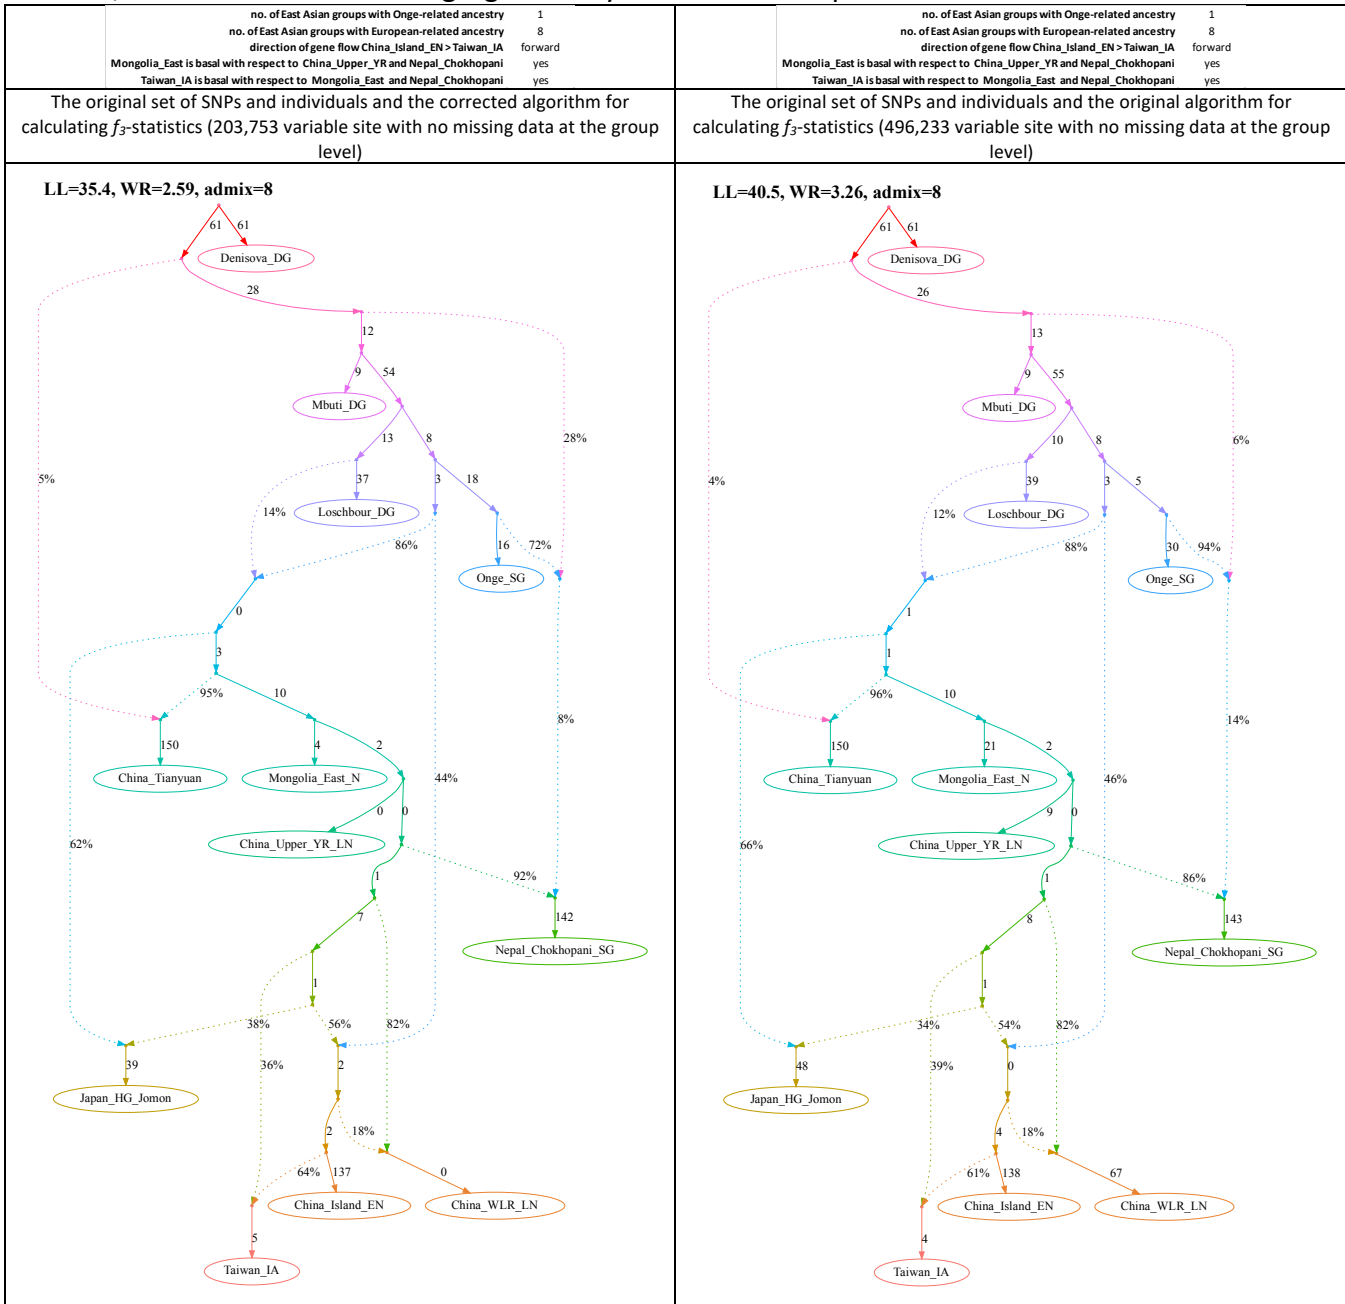 no. of East Asian groups with Onge-related ancestry 1
no. of East Asian groups with European-related ancestry 8
direction of gene flow China_Island_EN > Taiwan_IA forward
Mongolia_East is basal with respect to China_Upper_YR and Nepal_Chokhopani yes
Taiwan_IA is basal with respect to Mongolia_East and Nepal_Chokhopani yes
The original set of SNPs and individuals and the corrected algorithm for
calculating f3-statistics (203,753 variable site with no missing data at the group
level)
LL=35.4, WR=2.59, admix=8
61
61
Denisova_DG
28
12
9
54
Mbuti_DG
13
8
28%
5%
37
3
18
14%
Loschbour_DG
86%
16
72%
Onge_SG
0
3
95%
10
8%
150
4
2
China_Tianyuan
Mongolia_East_N
44%
0
0
62%
China_Upper_YR_LN
92%
1
7
142
Nepal_Chokhopani_SG
1
38%
56%
82%
39
36%
2
Japan_HG_Jomon
2
18%
64%
137
0
China_Island_EN
China_WLR_LN
5
Taiwan_IA
no. of East Asian groups with Onge-related ancestry 1
no. of East Asian groups with European-related ancestry 8
direction of gene flow China_Island_EN > Taiwan_IA forward
Mongolia_East is basal with respect to China_Upper_YR and Nepal_Chokhopani yes
Taiwan_IA is basal with respect to Mongolia_East and Nepal_Chokhopani yes
The original set of SNPs and individuals and the original algorithm for
calculating f3-statistics (496,233 variable site with no missing data at the group
level)
LL=40.5, WR=3.26, admix=8
61
61
Denisova_DG
26
13
9
55
Mbuti_DG
10
8
6%
4%
39
3
5
12%
Loschbour_DG
88%
30
94%
Onge_SG
1
1
96%
10
14%
150
21
2
China_Tianyuan
Mongolia_East_N
46%
9
0
66%
China_Upper_YR_LN
86%
1
8
143
Nepal_Chokhopani_SG
1
34%
54%
82%
48
39%
0
Japan_HG_Jomon
4
18%
61%
138
67
China_Island_EN
China_WLR_LN
4
Taiwan_IA